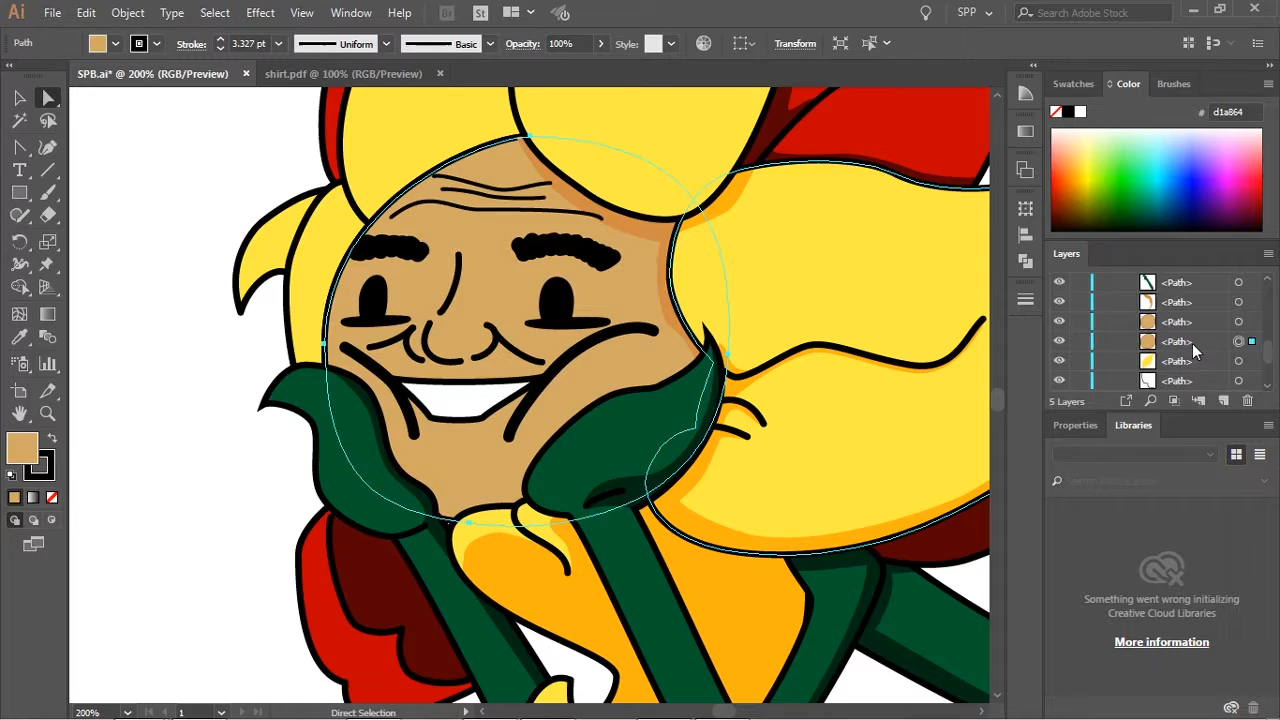 Ai File Edit Object Type Select Effect View Window Help Br St SPP Search Adobe Stock
Path Stroke: 3.327 pt Uniform Basic Opacity: 100% Style: Transform
SPB.ai* @ 200% (RGB/Preview) × shirt.pdf @ 100% (RGB/Preview) ×
Swatches Color Brushes
# d1a864
Layers
<Path>
<Path>
<Path>
<Path>
<Path>
<Path>
5 Layers
Properties Libraries
Something went wrong initializing
Creative Cloud Libraries
More information
200% 1 Direct Selection